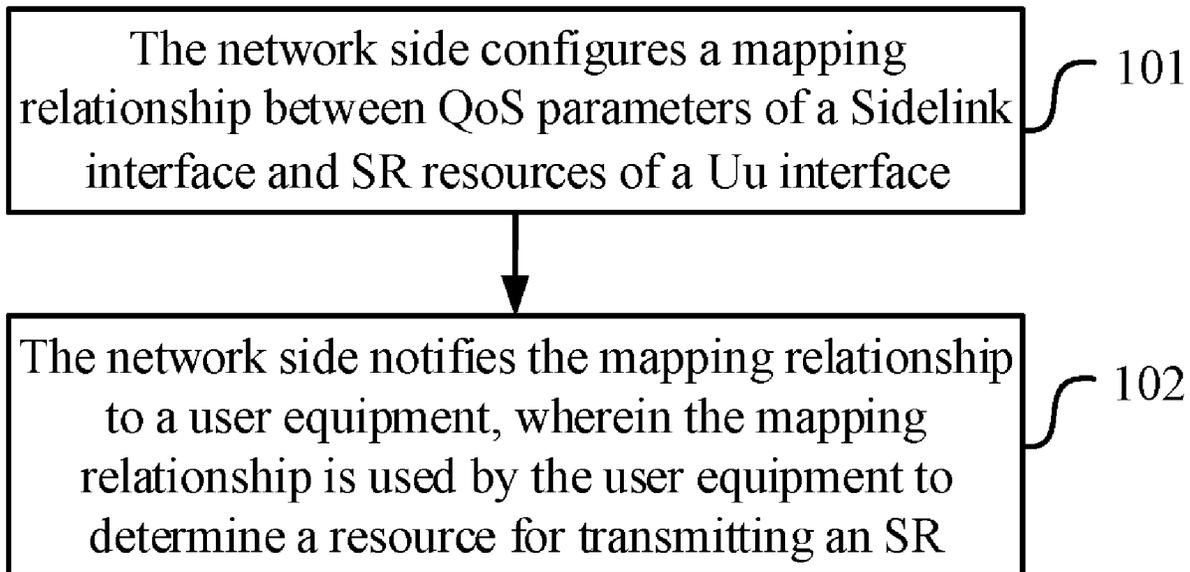 The network side configures a mapping
relationship between QoS parameters of a Sidelink
interface and SR resources of a Uu interface
101
The network side notifies the mapping relationship
to a user equipment, wherein the mapping
relationship is used by the user equipment to
determine a resource for transmitting an SR
102